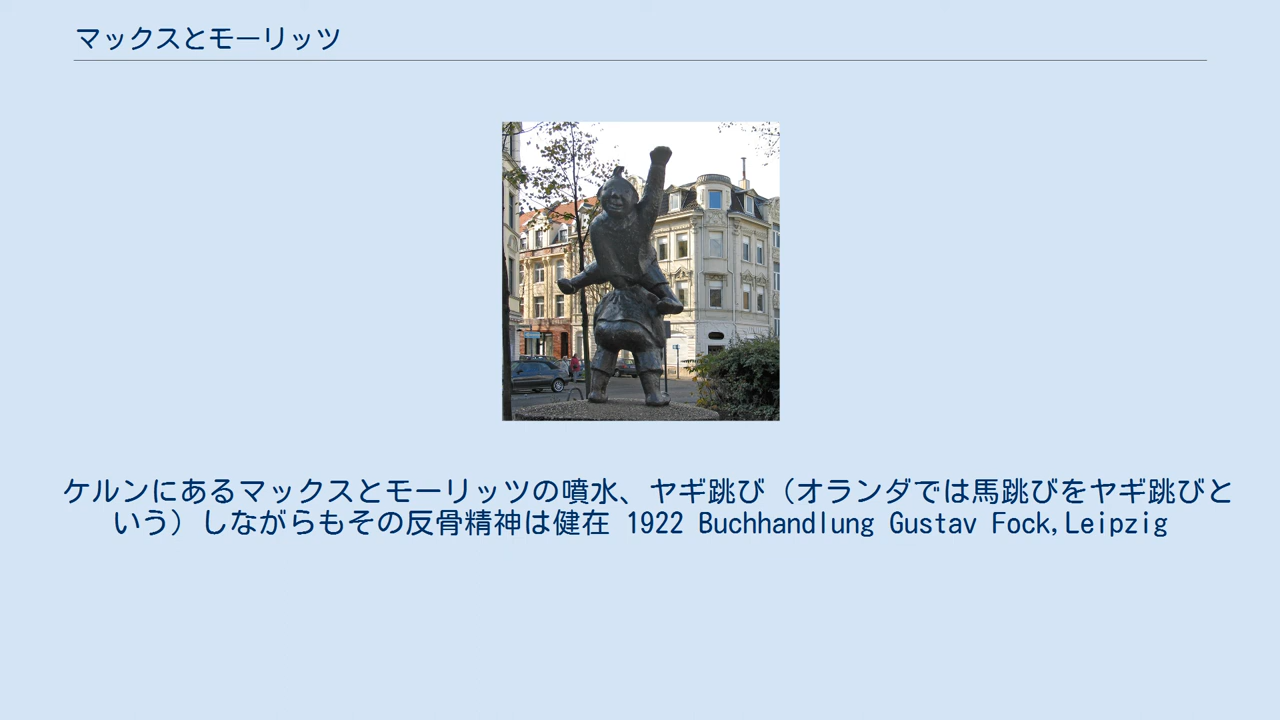 マックスとモーリッツ
ケルンにあるマックスとモーリッツの噴水、ヤギ跳び（オランダでは馬跳びをヤギ跳びと
いう）しながらもその反骨精神は健在 1922 Buchhandlung Gustav Fock,Leipzig